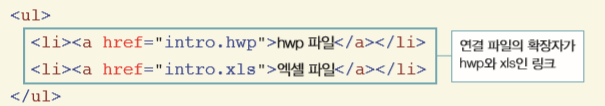 <ul>
<li><a href="intro.hwp">hwp 파일</a></li>
<li><a href="intro.xls">엑셀 파일</a></li>
</ul>
연결 파일의 확장자가
hwp와 xls인 링크